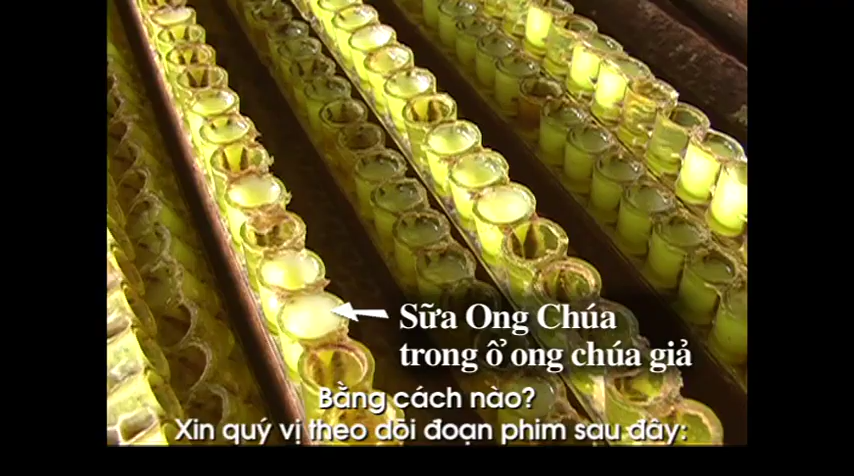 Sữa Ong Chúa
trong ổ ong chúa giả
Bằng cách nào?
Xin quý vị theo dõi đoạn phim sau đây: